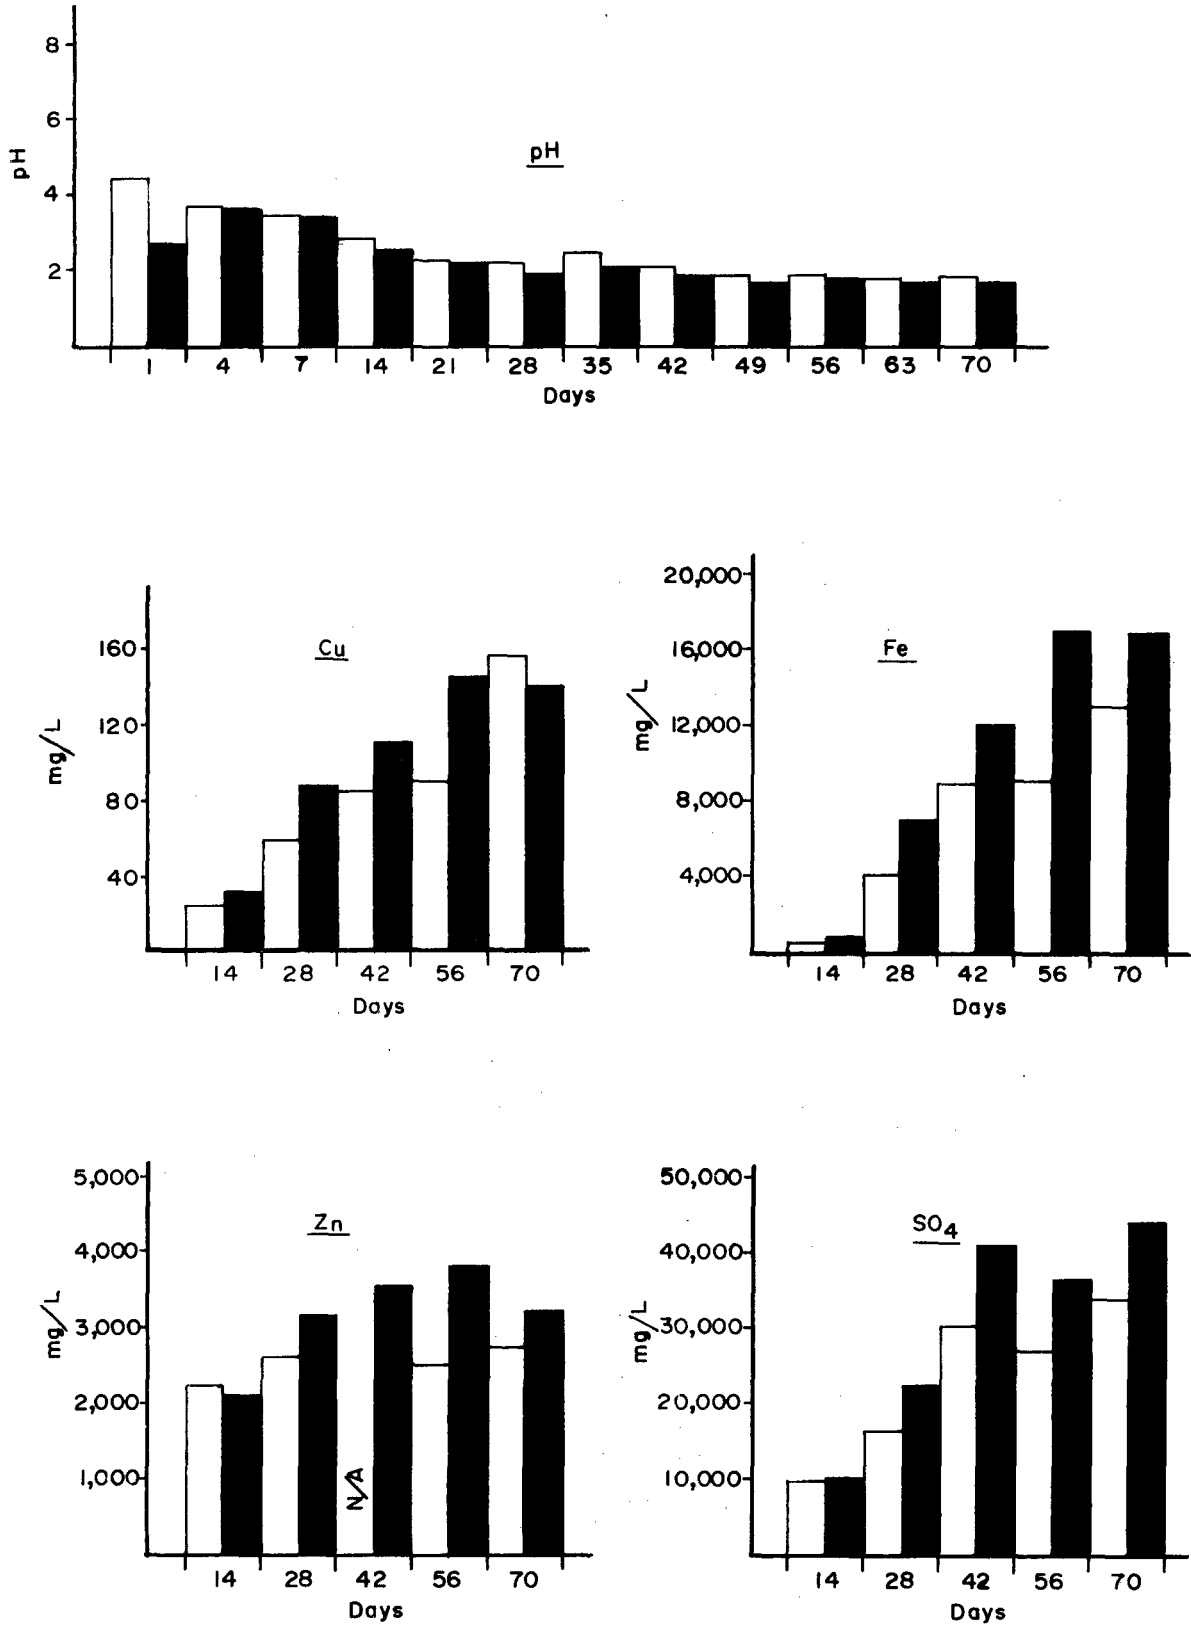 8
6
pH
pH
4
2
1 4 7 14 21 28 35 42 49 56 63 70
Days
Cu
160
120
mg/L
80
40
14 28 42 56 70
Days
20,000
Fe
16,000
mg/L
12,000
8,000
4,000
14 28 42 56 70
Days
5,000
Zn
4,000
mg/L
3,000
2,000
1,000
N/A
14 28 42 56 70
Days
50,000
SO4
40,000
mg/L
30,000
20,000
10,000
14 28 42 56 70
Days